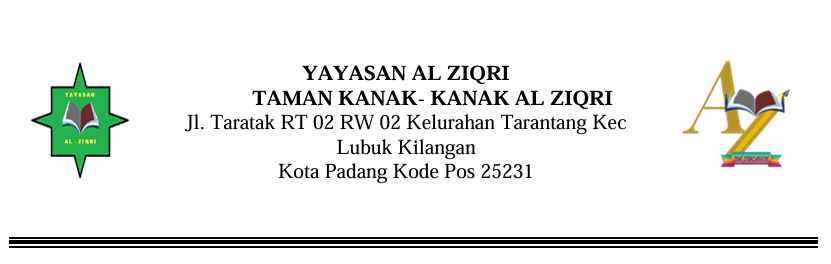 YAYASAN AL ZIQRI
TAMAN KANAK- KANAK AL ZIQRI
Jl. Taratak RT 02 RW 02 Kelurahan Tarantang Kec
Lubuk Kilangan
Kota Padang Kode Pos 25231
YAYASAN
AL - ZIQRI
AZ